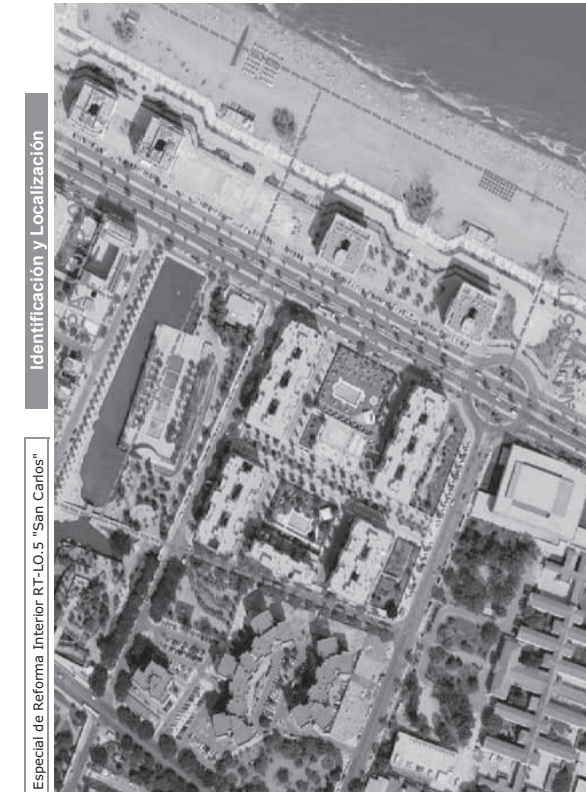 Identificación y Localización
Especial de Reforma Interior RT-LO.5 "San Carlos"